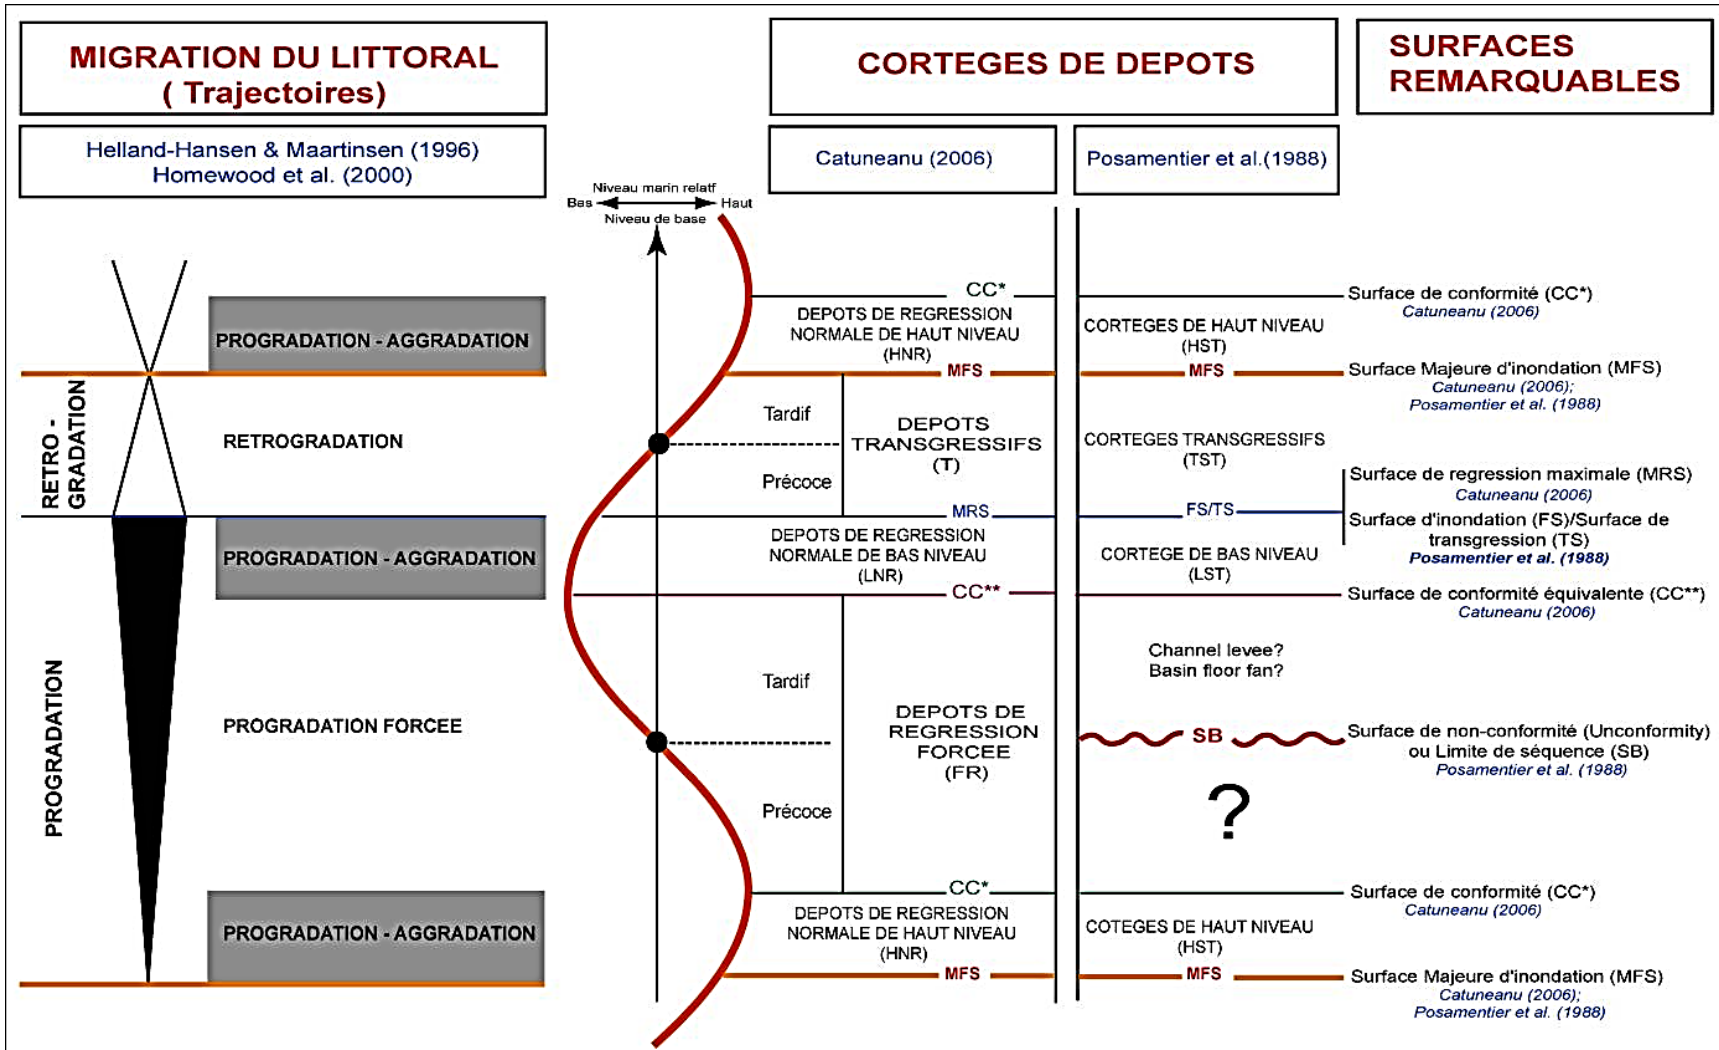 MIGRATION DU LITTORAL
( Trajectoires)
CORTEGES DE DEPOTS
SURFACES
REMARQUABLES
Helland-Hansen & Maartinsen (1996)
Homewood et al. (2000)
Catuneanu (2006)
Posamentier et al.(1988)
Niveau marin relatf
Bas
Haut
Niveau de base
CC*
Surface de conformité (CC*)
Catuneanu (2006)
PROGRADATION - AGGRADATION
DEPOTS DE REGRESSION
NORMALE DE HAUT NIVEAU
(HNR)
CORTEGES DE HAUT NIVEAU
(HST)
MFS
MFS
Surface Majeure d'inondation (MFS)
Catuneanu (2006);
Posamentier et al. (1988)
RETRO -
GRADATION
RETROGRADATION
Tardif
Précoce
DEPOTS
TRANSGRESSIFS
(T)
CORTEGES TRANSGRESSIFS
(TST)
MRS
FS/TS
Surface de regression maximale (MRS)
Catuneanu (2006)
Surface d'inondation (FS)/Surface de
transgression (TS)
Posamentier et al. (1988)
PROGRADATION - AGGRADATION
DEPOTS DE REGRESSION
NORMALE DE BAS NIVEAU
(LNR)
CORTEGE DE BAS NIVEAU
(LST)
CC**
Surface de conformité équivalente (CC**)
Catuneanu (2006)
PROGRADATION
PROGRADATION FORCEE
Tardif
Précoce
DEPOTS DE
REGRESSION
FORCEE
(FR)
Channel levee?
Basin floor fan?
SB
Surface de non-conformité (Unconformity)
ou Limite de séquence (SB)
Posamentier et al. (1988)
?
CC*
Surface de conformité (CC*)
Catuneanu (2006)
PROGRADATION - AGGRADATION
DEPOTS DE REGRESSION
NORMALE DE HAUT NIVEAU
(HNR)
COTEGES DE HAUT NIVEAU
(HST)
MFS
MFS
Surface Majeure d'inondation (MFS)
Catuneanu (2006);
Posamentier et al. (1988)